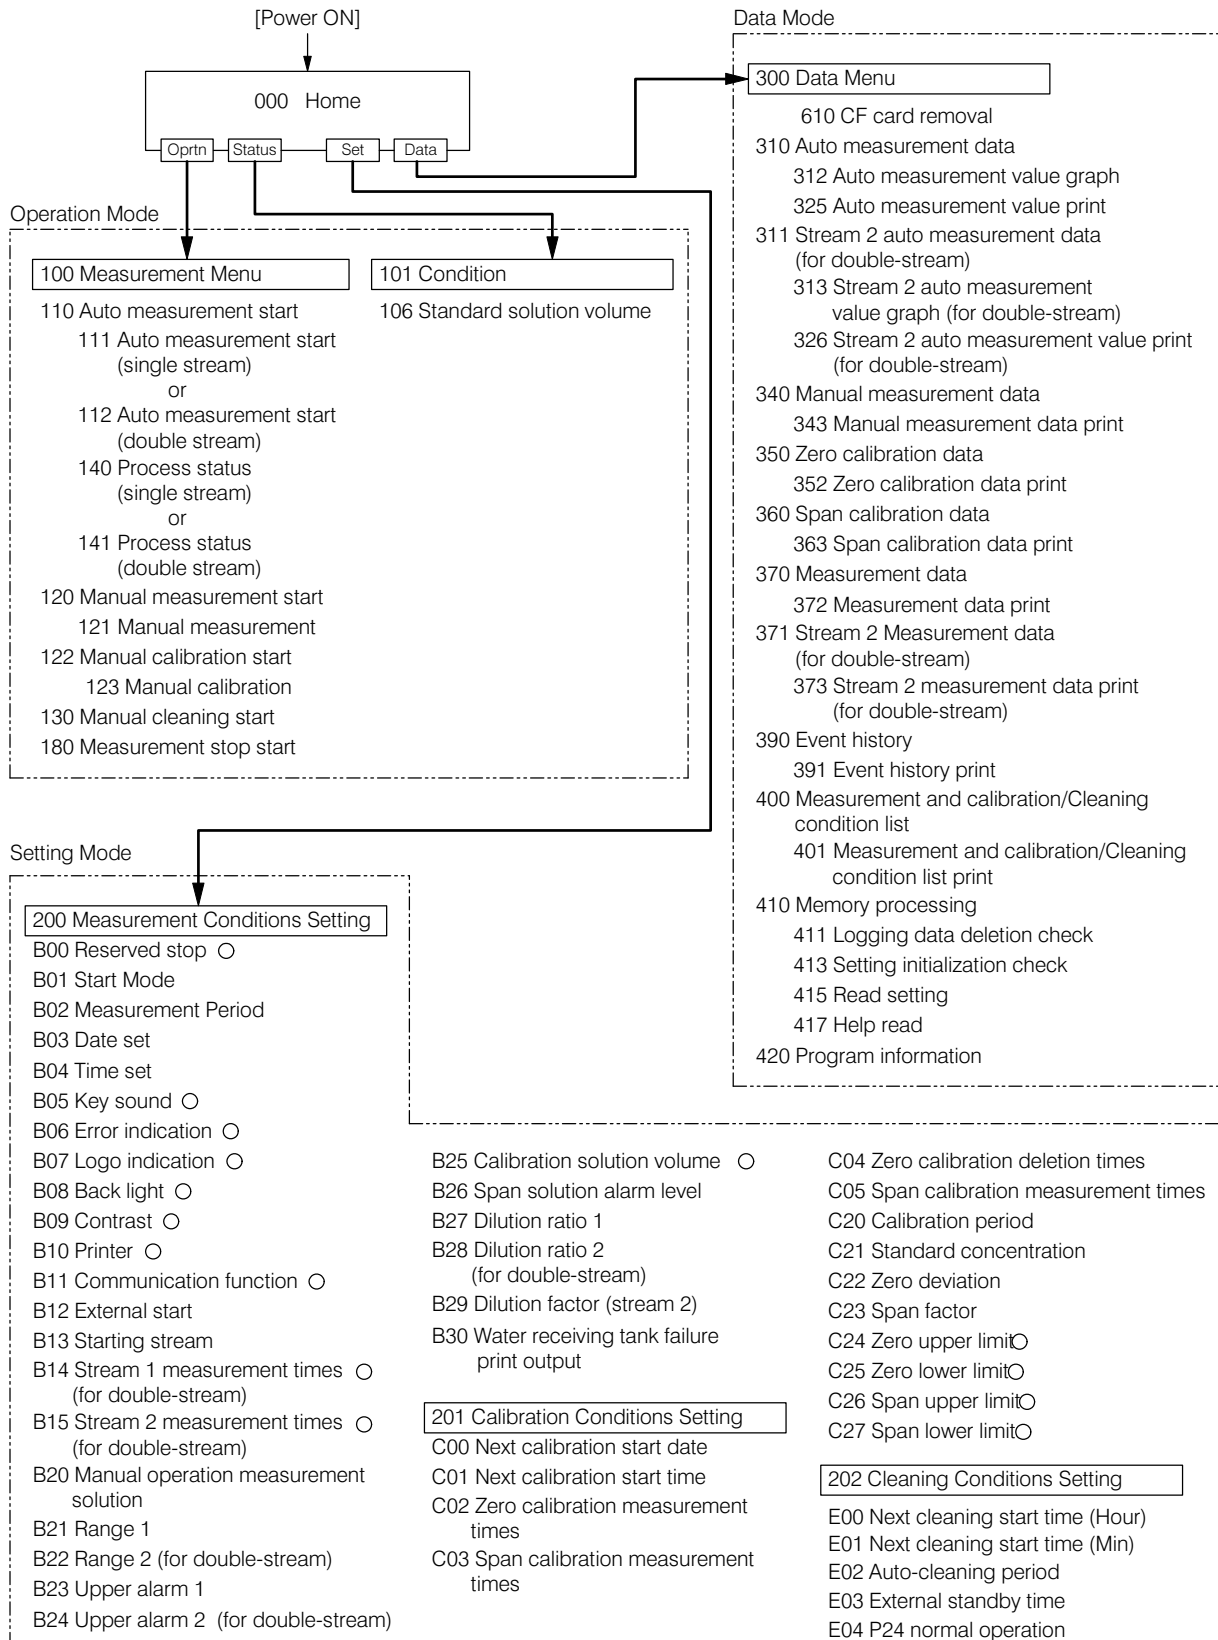 [Power ON]
000 Home
Oprtn
Status
Set
Data
Operation Mode
100 Measurement Menu
110 Auto measurement start
111 Auto measurement start
(single stream)
or
112 Auto measurement start
(double stream)
140 Process status
(single stream)
or
141 Process status
(double stream)
120 Manual measurement start
121 Manual measurement
122 Manual calibration start
123 Manual calibration
130 Manual cleaning start
180 Measurement stop start
101 Condition
106 Standard solution volume
Data Mode
300 Data Menu
610 CF card removal
310 Auto measurement data
312 Auto measurement value graph
325 Auto measurement value print
311 Stream 2 auto measurement data
(for double-stream)
313 Stream 2 auto measurement
value graph (for double-stream)
326 Stream 2 auto measurement value print
(for double-stream)
340 Manual measurement data
343 Manual measurement data print
350 Zero calibration data
352 Zero calibration data print
360 Span calibration data
363 Span calibration data print
370 Measurement data
372 Measurement data print
371 Stream 2 Measurement data
(for double-stream)
373 Stream 2 measurement data print
(for double-stream)
390 Event history
391 Event history print
400 Measurement and calibration/Cleaning
condition list
401 Measurement and calibration/Cleaning
condition list print
410 Memory processing
411 Logging data deletion check
413 Setting initialization check
415 Read setting
417 Help read
420 Program information
Setting Mode
200 Measurement Conditions Setting
B00 Reserved stop ○
B01 Start Mode
B02 Measurement Period
B03 Date set
B04 Time set
B05 Key sound ○
B06 Error indication ○
B07 Logo indication ○
B08 Back light ○
B09 Contrast ○
B10 Printer ○
B11 Communication function ○
B12 External start
B13 Starting stream
B14 Stream 1 measurement times ○
(for double-stream)
B15 Stream 2 measurement times ○
(for double-stream)
B20 Manual operation measurement
solution
B21 Range 1
B22 Range 2 (for double-stream)
B23 Upper alarm 1
B24 Upper alarm 2 (for double-stream)
B25 Calibration solution volume ○
B26 Span solution alarm level
B27 Dilution ratio 1
B28 Dilution ratio 2
(for double-stream)
B29 Dilution factor (stream 2)
B30 Water receiving tank failure
print output
201 Calibration Conditions Setting
C00 Next calibration start date
C01 Next calibration start time
C02 Zero calibration measurement
times
C03 Span calibration measurement
times
C04 Zero calibration deletion times
C05 Span calibration measurement times
C20 Calibration period
C21 Standard concentration
C22 Zero deviation
C23 Span factor
C24 Zero upper limit○
C25 Zero lower limit○
C26 Span upper limit○
C27 Span lower limit○
202 Cleaning Conditions Setting
E00 Next cleaning start time (Hour)
E01 Next cleaning start time (Min)
E02 Auto-cleaning period
E03 External standby time
E04 P24 normal operation